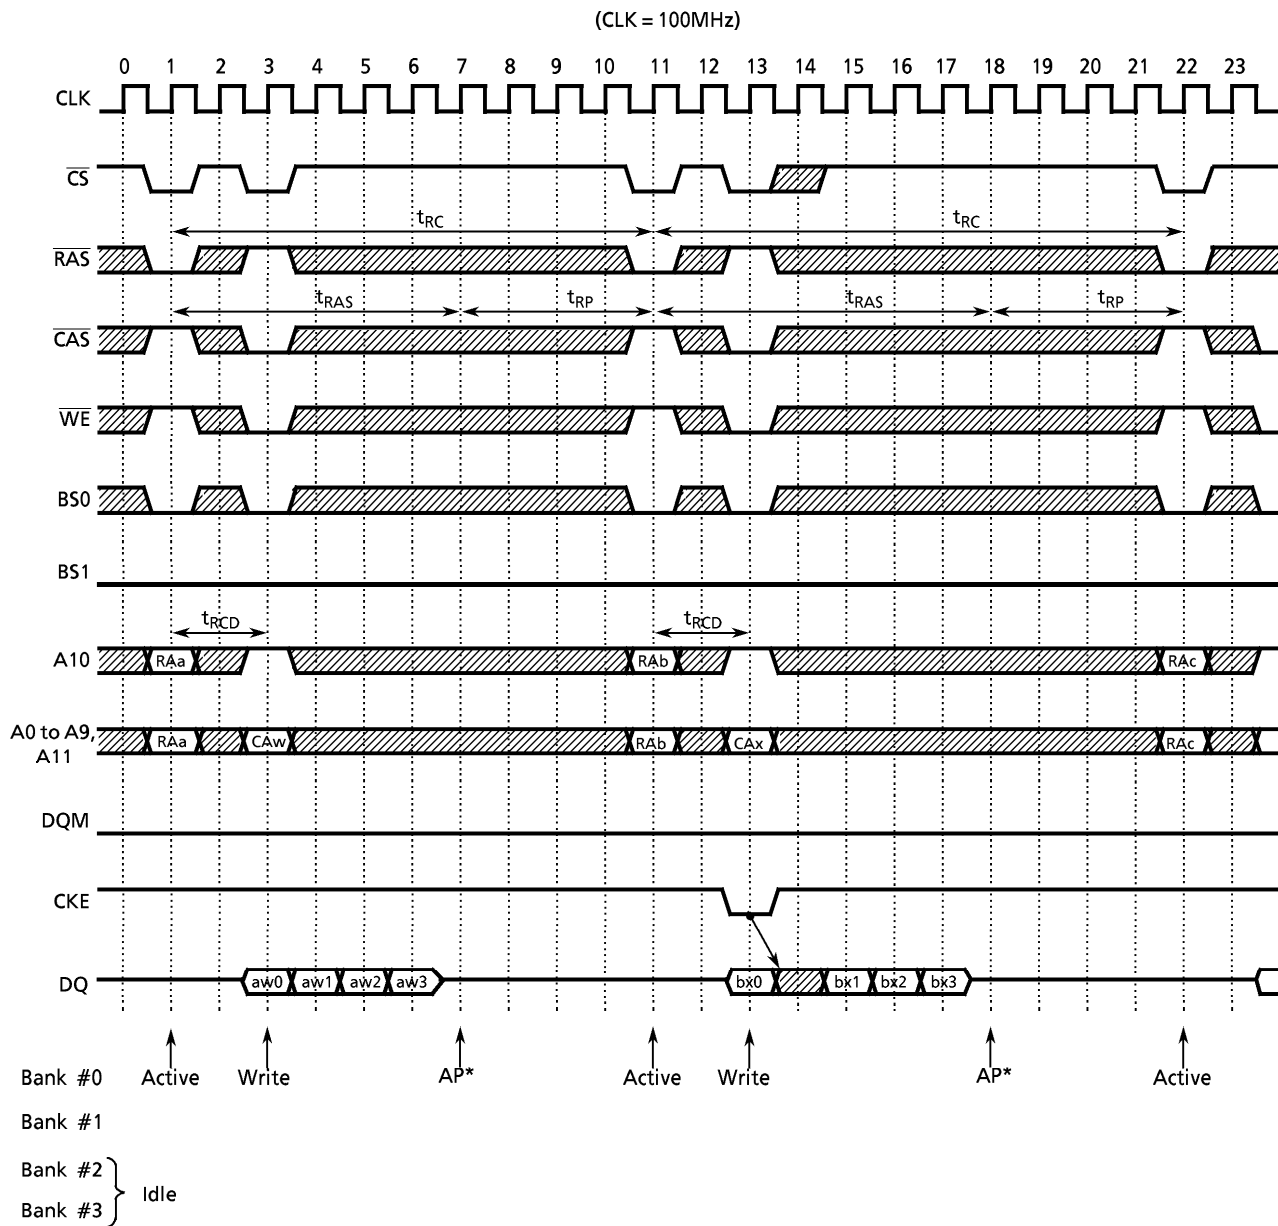 (CLK = 100MHz)
0 1 2 3 4 5 6 7 8 9 10 11 12 13 14 15 16 17 18 19 20 21 22 23
CLK
CS
tRC tRC
RAS
tRAS tRP tRAS tRP
CAS
WE
BS0
BS1
tRCD tRCD
A10 RAa RAb RAc
A0 to A9, A11 RAa CAw RAb CAx RAc
DQM
CKE
DQ aw0 aw1 aw2 aw3 bx0 bx1 bx2 bx3
Bank #0 Active Write AP* Active Write AP* Active
Bank #1
Bank #2
Idle
Bank #3